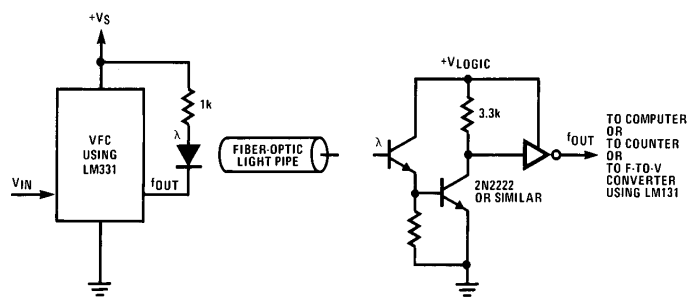 +VS
1k
λ
VFC
USING
LM331
VIN
fOUT
FIBER-OPTIC
LIGHT PIPE
+VLOGIC
3.3k
λ
2N2222
OR SIMILAR
fOUT
TO COMPUTER
OR
TO COUNTER
OR
TO F-TO-V
CONVERTER
USING LM131